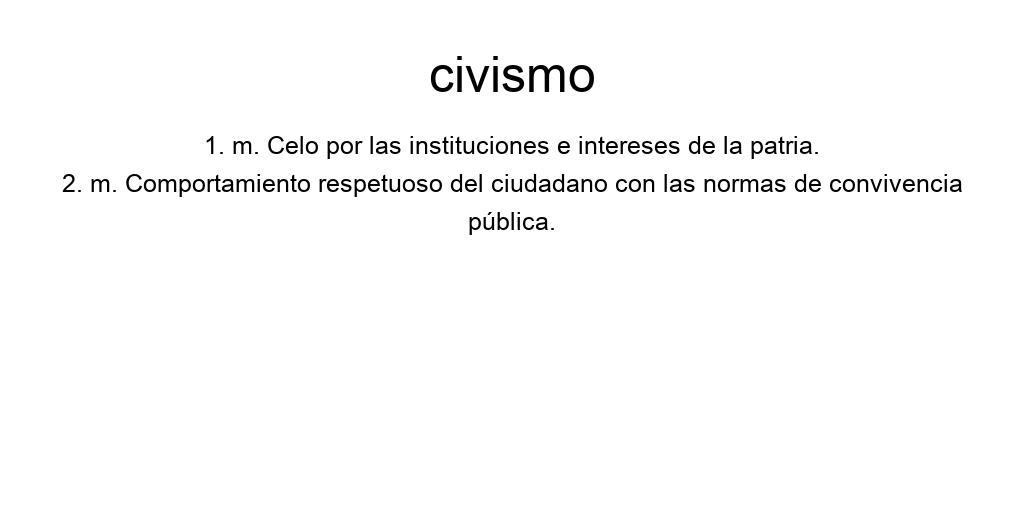 civismo
1. m. Celo por las instituciones e intereses de la patria.
2. m. Comportamiento respetuoso del ciudadano con las normas de convivencia
pública.